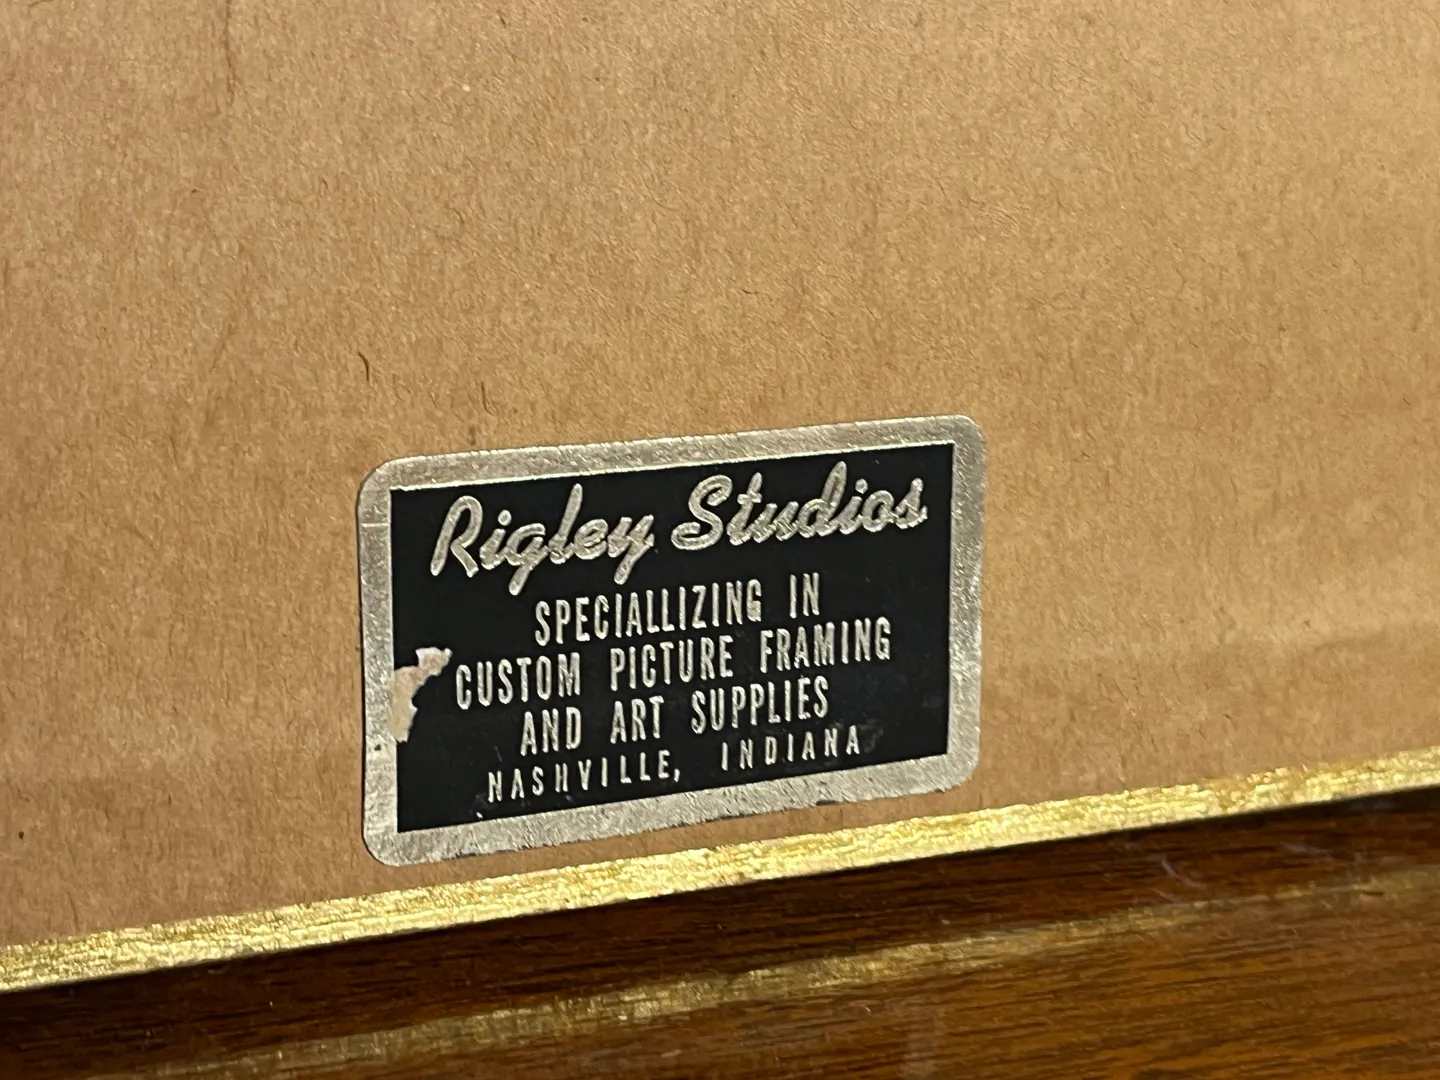 Rigley Studios
SPECIALLIZING IN
CUSTOM PICTURE FRAMING
AND ART SUPPLIES
NASHVILLE, INDIANA